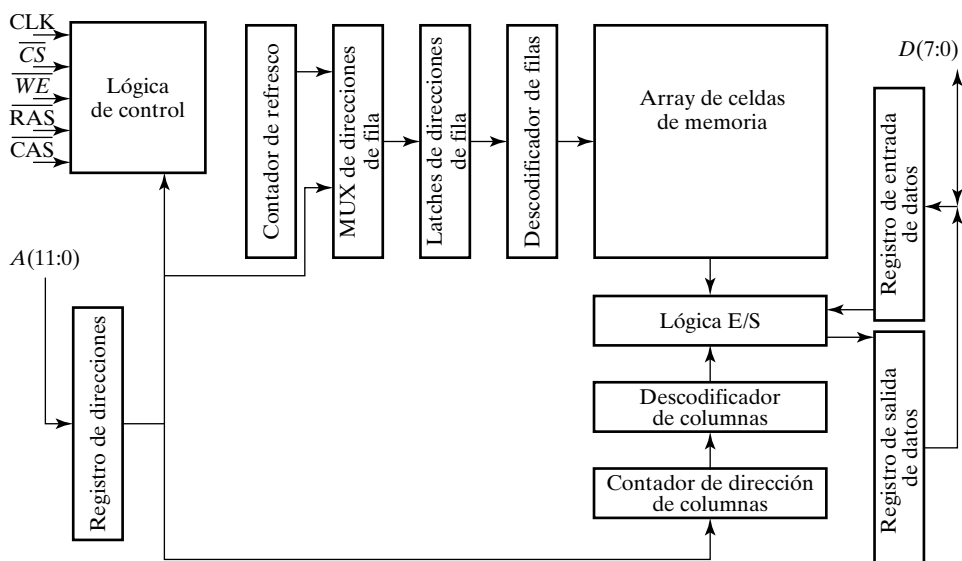 CLK
CS
WE
RAS
CAS
Lógica
de control
Contador de refresco
MUX de direcciones
de fila
Latches de direcciones
de fila
Descodificador de filas
Array de celdas
de memoria
D(7:0)
Registro de entrada
de datos
A(11:0)
Registro de direcciones
Lógica E/S
Descodificador
de columnas
Contador de dirección
de columnas
Registro de salida
de datos